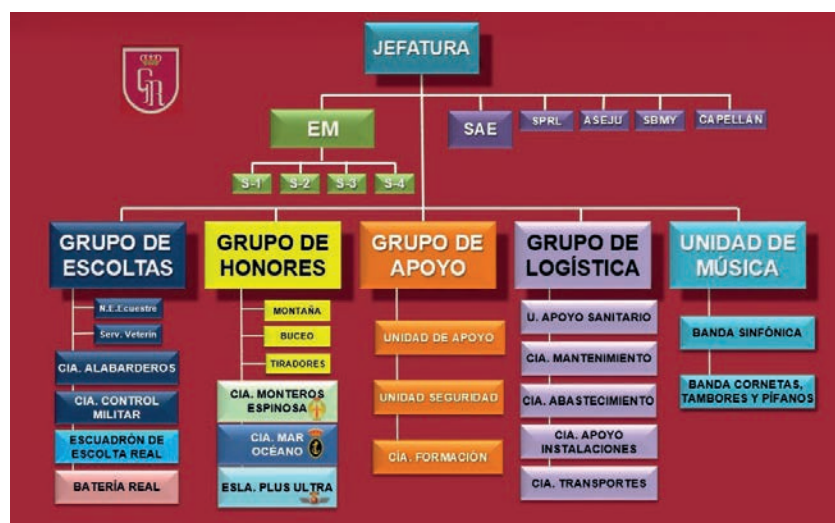 JEFATURA
GR
EM
SAE
SPRL
ASEJU
SBMY
CAPELLÁN
S-1
S-2
S-3
S-4
GRUPO DE
ESCOLTAS
N.E.Ecuestre
Serv. Veterin
CIA. ALABARDEROS
CIA. CONTROL
MILITAR
ESCUADRÓN DE
ESCOLTA REAL
BATERÍA REAL
GRUPO DE
HONORES
MONTAÑA
BUCEO
TIRADORES
CIA. MONTEROS
ESPINOSA
CIA. MAR
OCÉANO
ESLA. PLUS ULTRA
GRUPO DE
APOYO
UNIDAD DE APOYO
UNIDAD SEGURIDAD
CÍA. FORMACIÓN
GRUPO DE
LOGÍSTICA
U. APOYO SANITARIO
CIA. MANTENIMIENTO
CIA. ABASTECIMIENTO
CIA. APOYO
INSTALACIONES
CIA. TRANSPORTES
UNIDAD DE
MÚSICA
BANDA SINFÓNICA
BANDA CORNETAS,
TAMBORES Y PÍFANOS